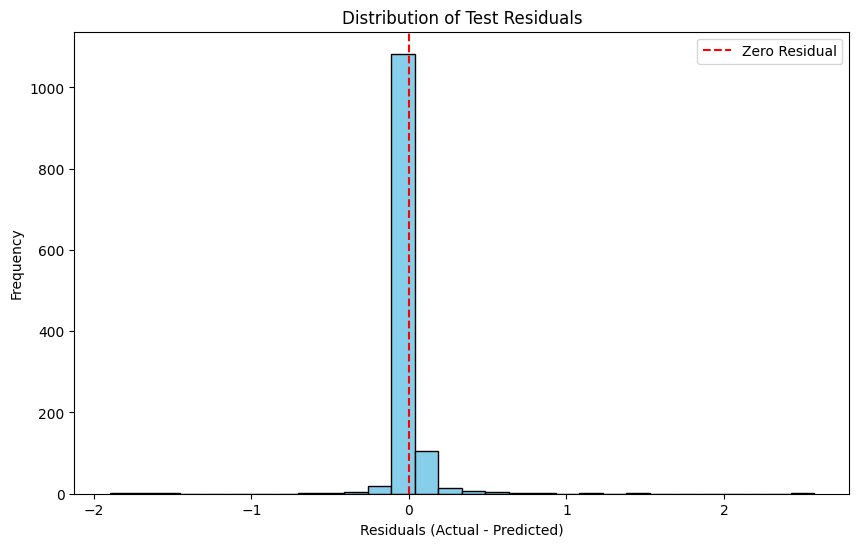 Distribution of Test Residuals
Zero Residual
Frequency
1000
800
600
400
200
0
−2
−1
0
1
2
Residuals (Actual - Predicted)